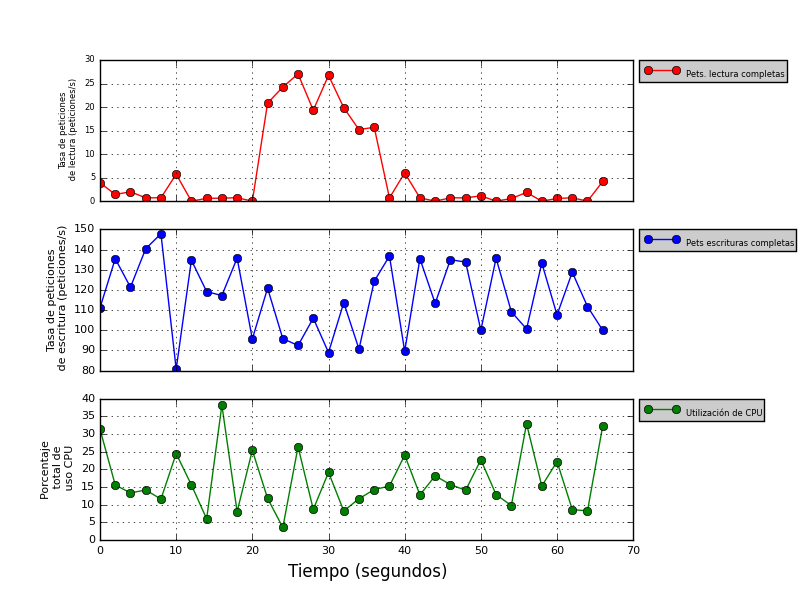 30
25
20
15
10
5
0
Tasa de peticiones
de lectura (peticiones/s)
Pets. lectura completas
150
140
130
120
110
100
90
80
Tasa de peticiones
de escritura (peticiones/s)
Pets escrituras completas
40
35
30
25
20
15
10
5
0
Porcentaje
total de
uso CPU
Utilización de CPU
0 10 20 30 40 50 60 70
Tiempo (segundos)